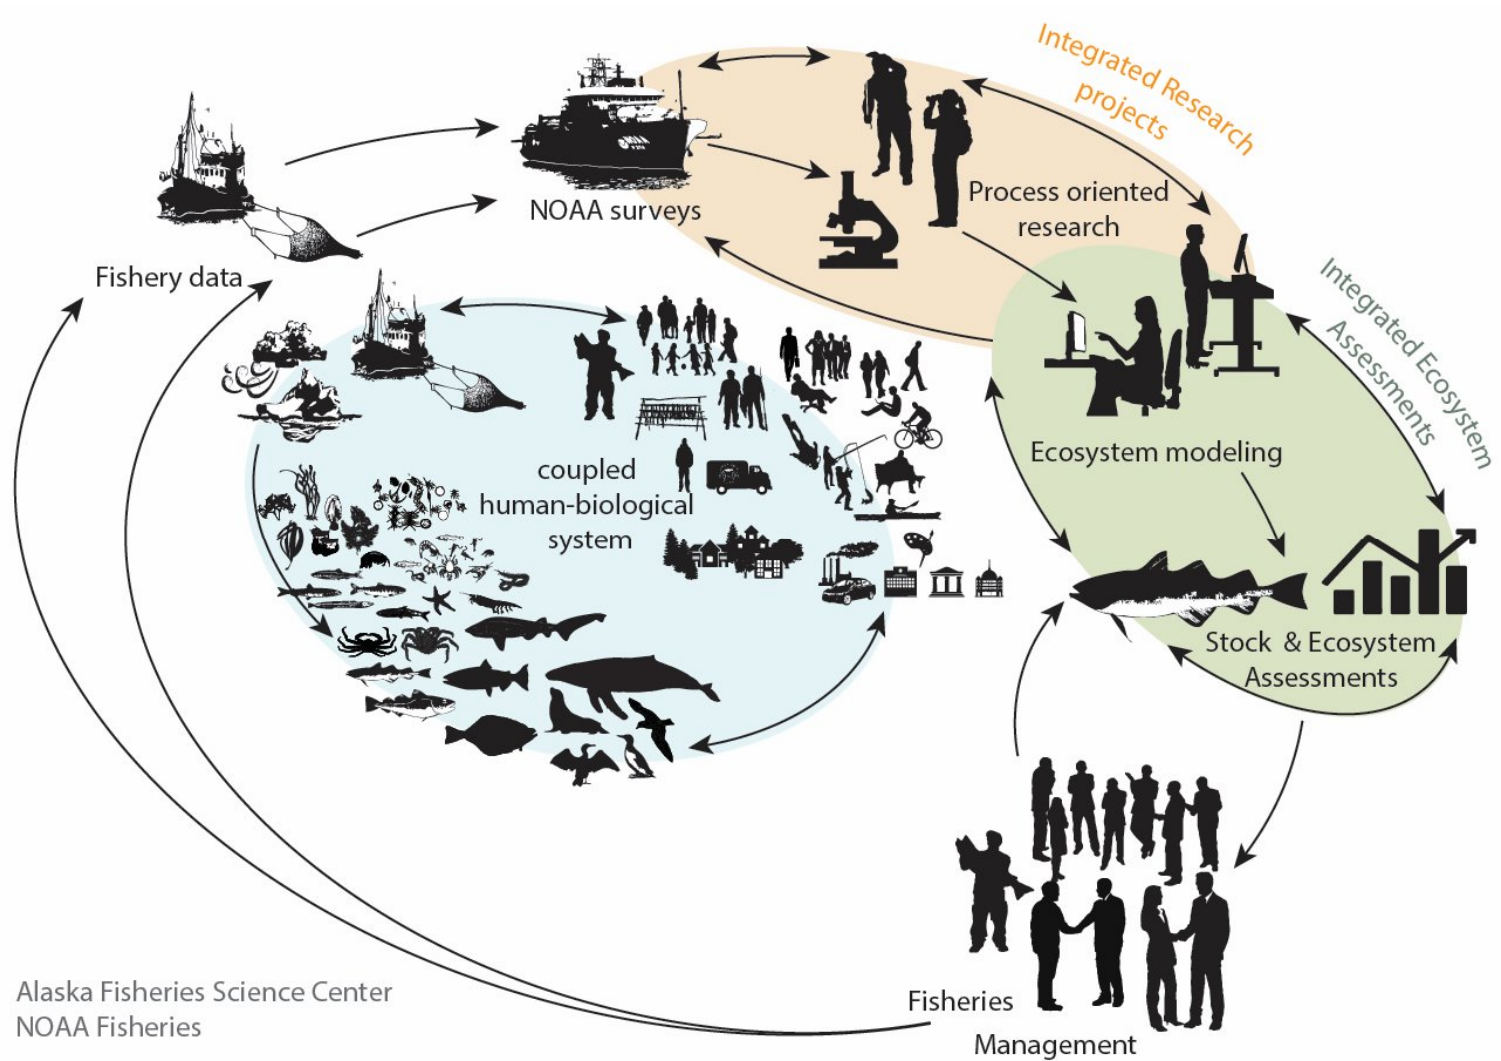 Integrated Research
projects
NOAA surveys
Process oriented
research
Fishery data
Integrated Ecosystem
Assessments
Ecosystem modeling
coupled
human-biological
system
Stock & Ecosystem
Assessments
Fisheries
Management
Alaska Fisheries Science Center
NOAA Fisheries